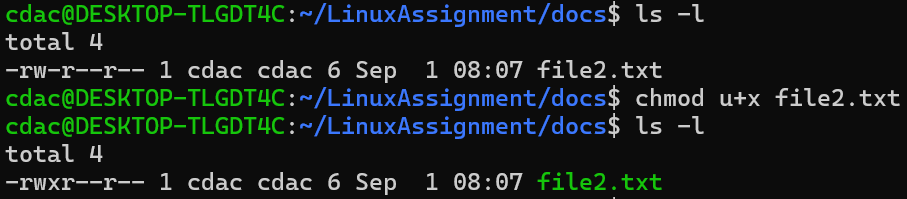 cdac@DESKTOP-TLGDT4C:~/LinuxAssignment/docs$ ls -l
total 4
-rw-r--r-- 1 cdac cdac 6 Sep  1 08:07 file2.txt
cdac@DESKTOP-TLGDT4C:~/LinuxAssignment/docs$ chmod u+x file2.txt
cdac@DESKTOP-TLGDT4C:~/LinuxAssignment/docs$ ls -l
total 4
-rwxr--r-- 1 cdac cdac 6 Sep  1 08:07 file2.txt